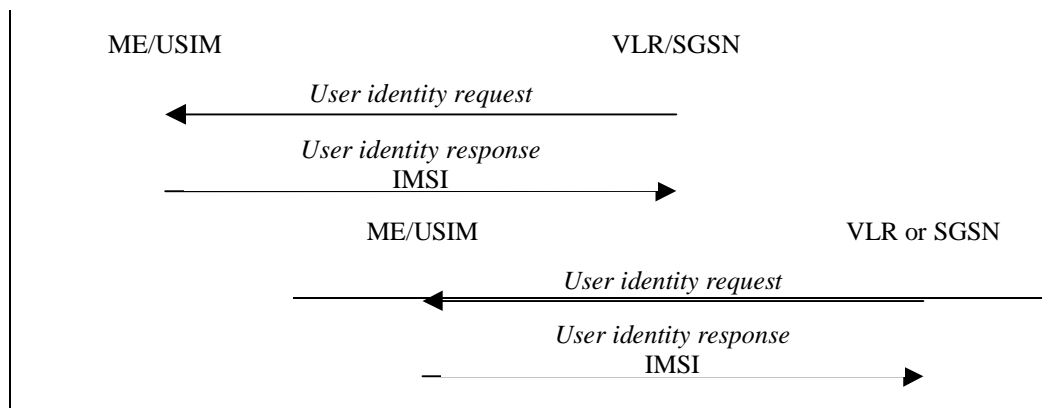 ME/USIM VLR/SGSN
User identity request
User identity response
IMSI
ME/USIM VLR or SGSN
User identity request
User identity response
IMSI